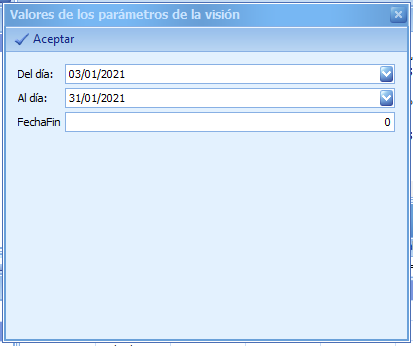 Valores de los parámetros de la visión
Aceptar
Del día: 03/01/2021
Al día: 31/01/2021
FechaFin 0